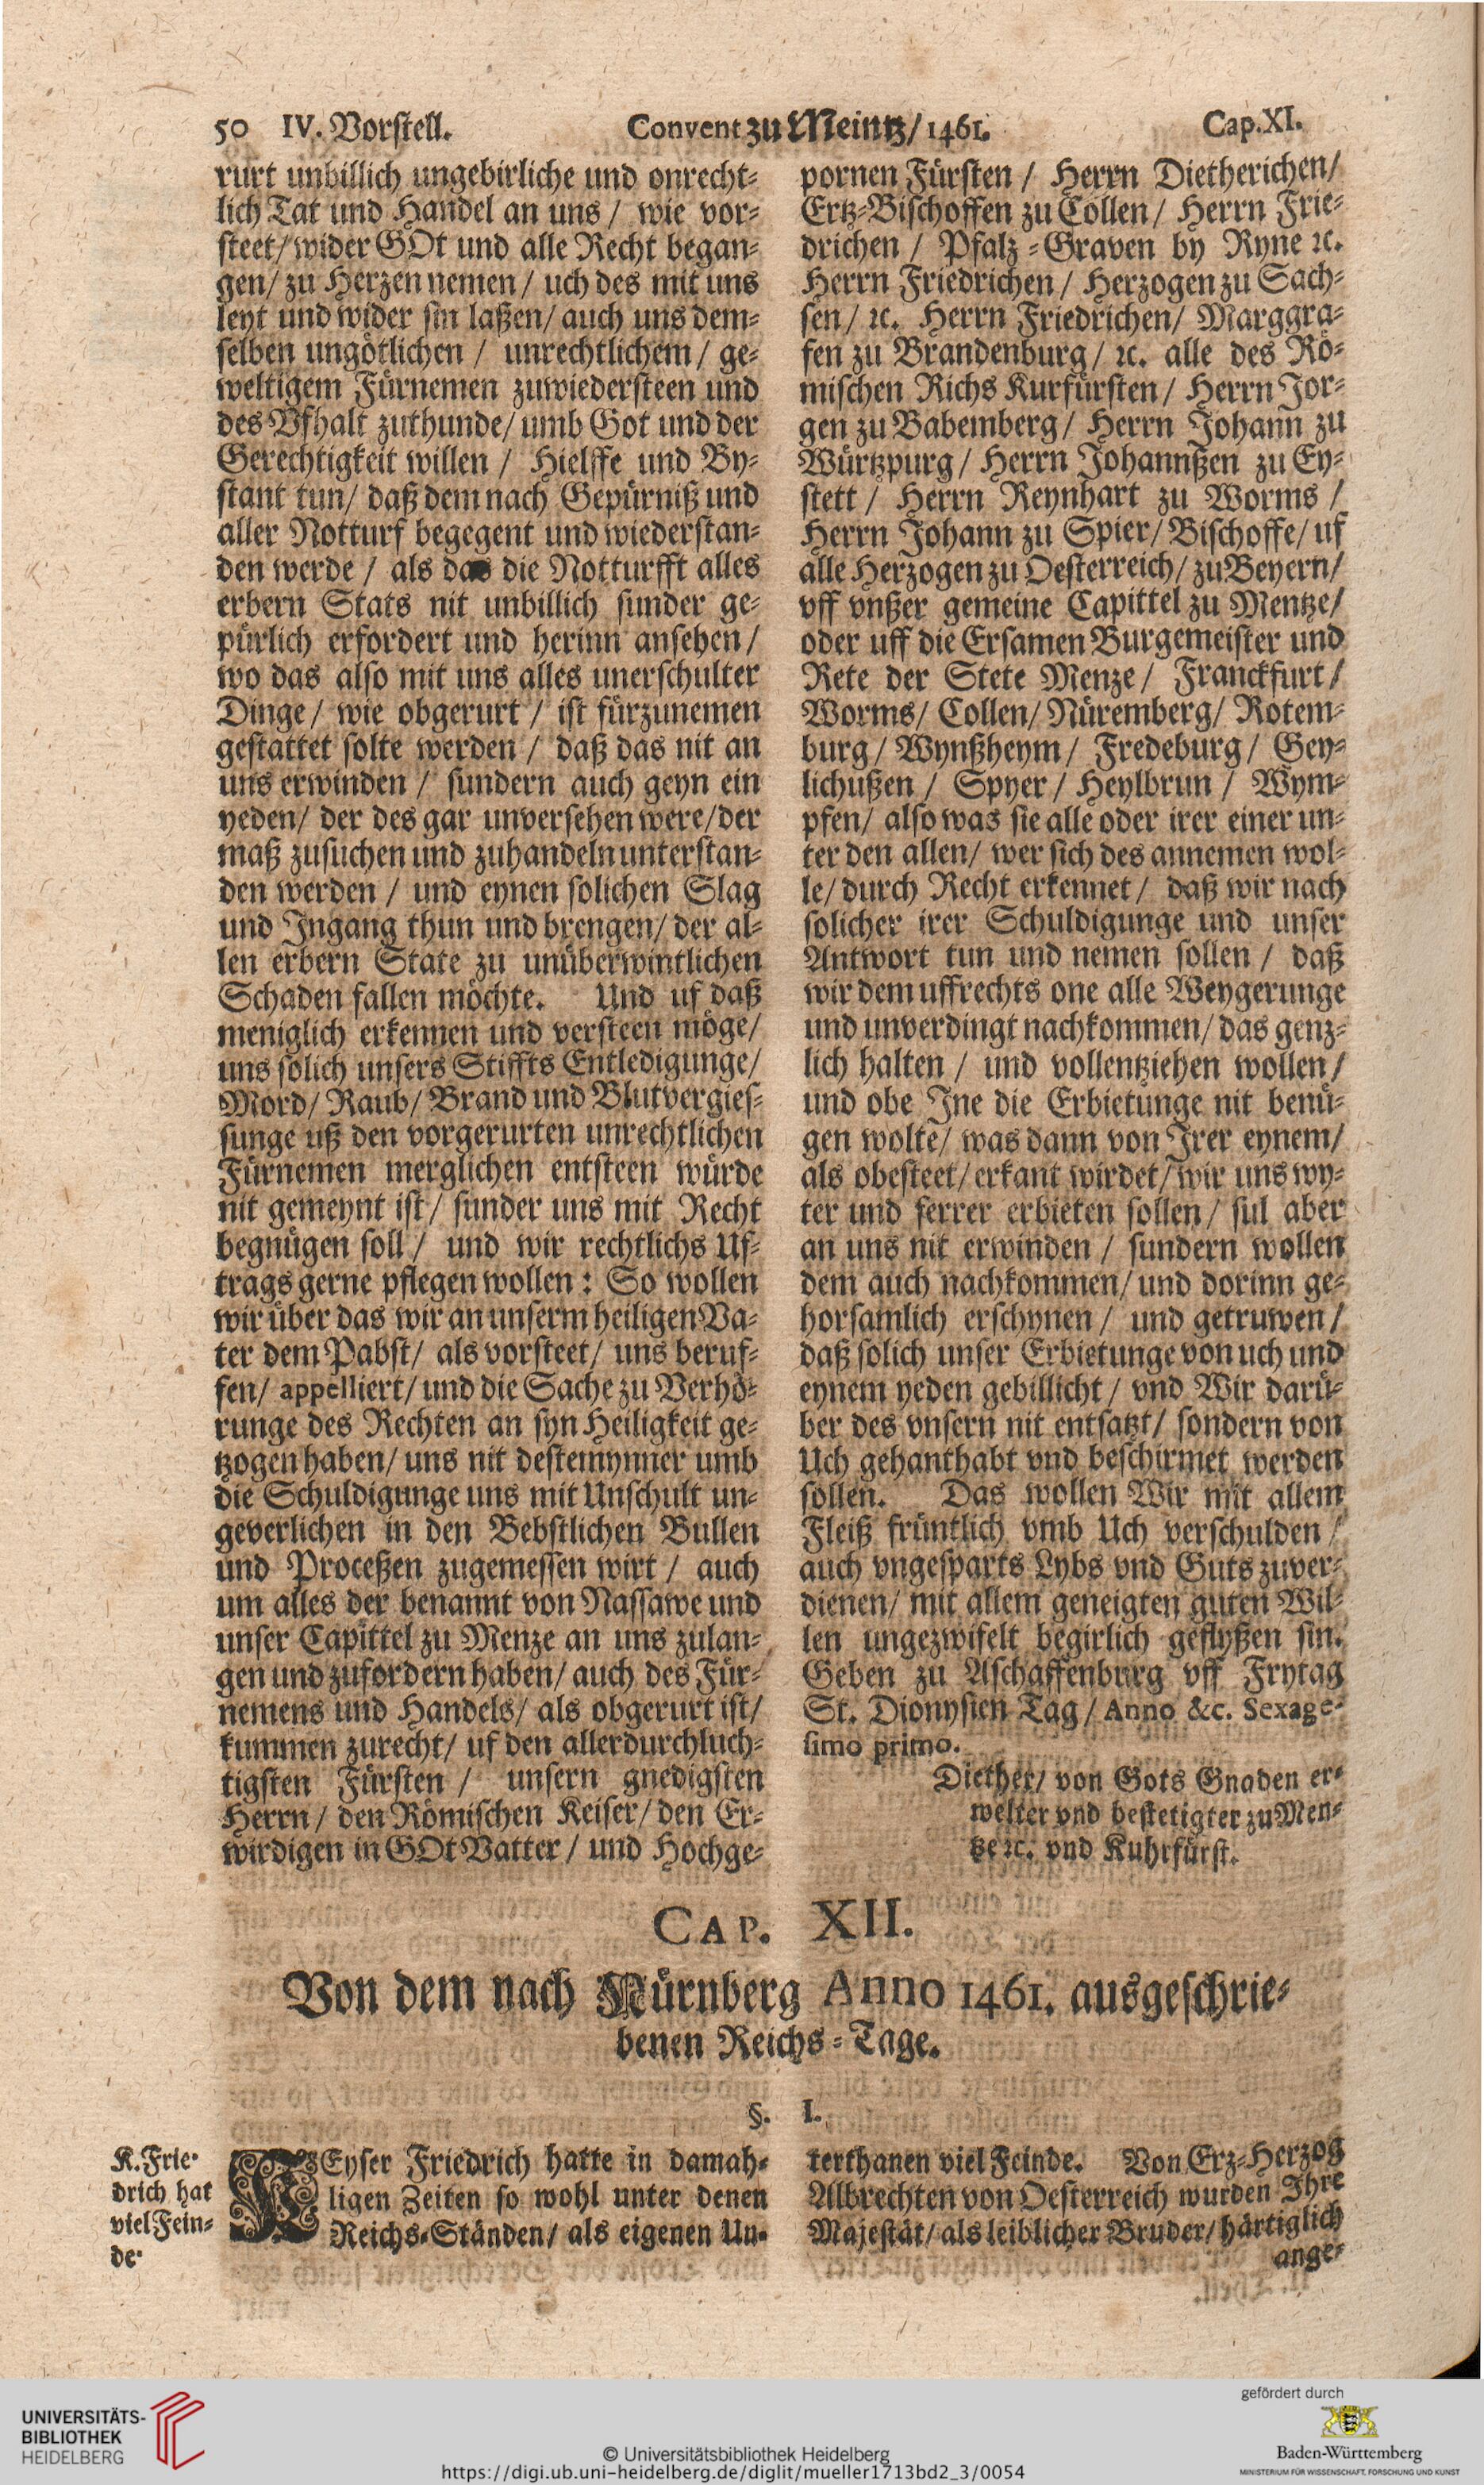 50 IV. Vorstell. Convent zu Meintz/ 1461. Cap. XI.
rurt unbillich ungebirliche und onrecht-
lich Tat und Handel an uns / wie vor-
steet/ wider GOt und alle Recht began-
gen/ zu Herzen nemen / uch des mit uns
leyt und wider sin laßen/ auch uns dem-
selben ungötlichen / unrechtlichem / ge-
weltigem Fürnemen zuwiedersteen und
des Ufhalt zuthunde/ umb Got und der
Gerechtigkeit willen / Hielffe und By-
stant tun/ daß dem nach Gepürniß und
aller Notturf begegent und wiederstan-
den werde / als das die Notturfft alles
erbern Stats nit unbillich sunder ge-
pürlich erfordert und herinn ansehen /
wo das also mit uns alles unerschulter
Dinge / wie obgerurt / ist fürzunemen
gestattet solte werden / daß das nit an
uns erwinden / sundern auch geyn ein
yeden/ der des gar unversehen were/ der
maß zusuchen und zuhandeln unterstan-
den werden / und eynen solichen Slag
und Ingang thun und brengen/ der al-
len erbern State zu unüberwintlichen
Schaden fallen möchte. Und uf daß
meniglich erkennen und versteen möge/
uns solich unsers Stiffts Entledigunge/
Mord/ Raub/ Brand und Blutvergies-
sunge uß den vorgerurten unrechtlichen
Fürnemen merglichen entsteen würde
nit gemeynt ist/ sunder uns mit Recht
begnügen soll / und wir rechtlichs Us-
trags gerne pflegen wollen: So wollen
wir über das wir an unserm heiligen Va-
ter dem Pabst/ als vorsteet/ uns beruf-
fen/ appelliert/ und die Sache zu Verhö-
runge des Rechten an syn Heiligkeit ge-
tzogen haben/ uns nit destemynner umb
die Schuldigunge uns mit Unschult un-
geverlichen in den Bebstlichen Bullen
und Proceßen zugemessen wirt / auch
um alles der benannt von Nassawe und
unser Capittel zu Menze an uns zulan-
gen und zufordern haben/ auch des Für-
nemens und Handels/ als obgerurt ist/
kummen zurecht/ uf den allerdurchluch-
tigsten Fürsten / unsern gnedigsten
Herrn / den Römischen Keiser/ den Er-
wirdigen in GOt Vatter / und Hochge-
pornen Fürsten / Herrn Dietherichen/
Ertz-Bischoffen zu Cöllen / Herrn Frie-
drichen / Pfalz-Graven by Ryne ꝛc.
Herrn Friedrichen / Herzogen zu Sach-
sen / ꝛc. Herrn Friedrichen/ Marggra-
fen zu Brandenburg / ꝛc. alle des Rö-
mischen Richs Kurfürsten / Herrn Jor-
gen zu Babemberg / Herrn Johann zu
Würtzpurg / Herrn Johannßen zu Ey-
stett / Herrn Reynhart zu Worms /
Herrn Johann zu Spier/ Bischoffe/ uf
alle Herzogen zu Oesterreich/ zu Beyern/
vff vnßer gemeine Capittel zu Mentze/
oder uff die Ersamen Burgemeister und
Rete der Stete Menze / Franckfurt /
Worms/ Collen/ Nüremberg/ Rotem-
burg / Wynßheym / Fredeburg / Gey-
lichußen / Spyer / Heylbrun / Wym-
pfen/ also was sie alle oder irer einer un-
ter den allen/ wer sich des annemen wol-
le/ durch Recht erkennet / daß wir nach
solicher irer Schuldigunge und unser
Antwort tun und nemen sollen / daß
wir dem uffrechts one alle Weygerunge
und unverdingt nachkommen/ das genz-
lich halten / und vollentziehen wollen /
und obe Ine die Erbietunge nit benü-
gen wolte/ was dann von Irer eynem/
als obesteet/ erkant wirdet/ wir uns wy-
ter und ferrer erbieten sollen / sul aber
an uns nit erwinden / sundern wollen
dem auch nachkommen/ und dorinn ge-
horsamlich erschynen / und getruwen /
daß solich unser Erbietunge von uch und
eynem yeden gebillicht / vnd Wir darü-
ber des vnsern nit entsatzt/ sondern von
Uch gehanthabt vnd beschirmet werden
sollen. Das wollen Wir mit allem
Fleiß früntlich vmb Uch verschulden /
auch vngesparts Lybs vnd Guts zuver-
dienen/ mit allem geneigten guten Wil-
len ungezwifelt begirlich geflyßen sin.
Geben zu Aschaffenburg vff Frytag
St. Dionysien Tag / Anno &c. Sexage-
simo primo.
Diether/ von Gots Gnaden er-
welter vnd bestetigter zu Men-
tze ꝛc. vnd Kuhrfürst.
CAP. XII.
Von dem nach Nürnberg Anno 1461. ausgeschrie-
benen Reichs-Tage.
§. I.
K. Frie-
drich hat
viel Fein-
de.
KEyser Friedrich hatte in damah-
ligen Zeiten so wohl unter denen
Reichs-Ständen/ als eigenen Un-
terthanen viel Feinde. Von Erz-Herzog
Albrechten von Oesterreich wurden Ihre
Majestät/ als leiblicher Bruder/ härtiglich
ange-
UNIVERSITÄTS-
BIBLIOTHEK
HEIDELBERG
© Universitätsbibliothek Heidelberg
https://digi.ub.uni-heidelberg.de/diglit/mueller1713bd2_3/0054
gefördert durch
Baden-Württemberg
MINISTERIUM FÜR WISSENSCHAFT, FORSCHUNG UND KUNST